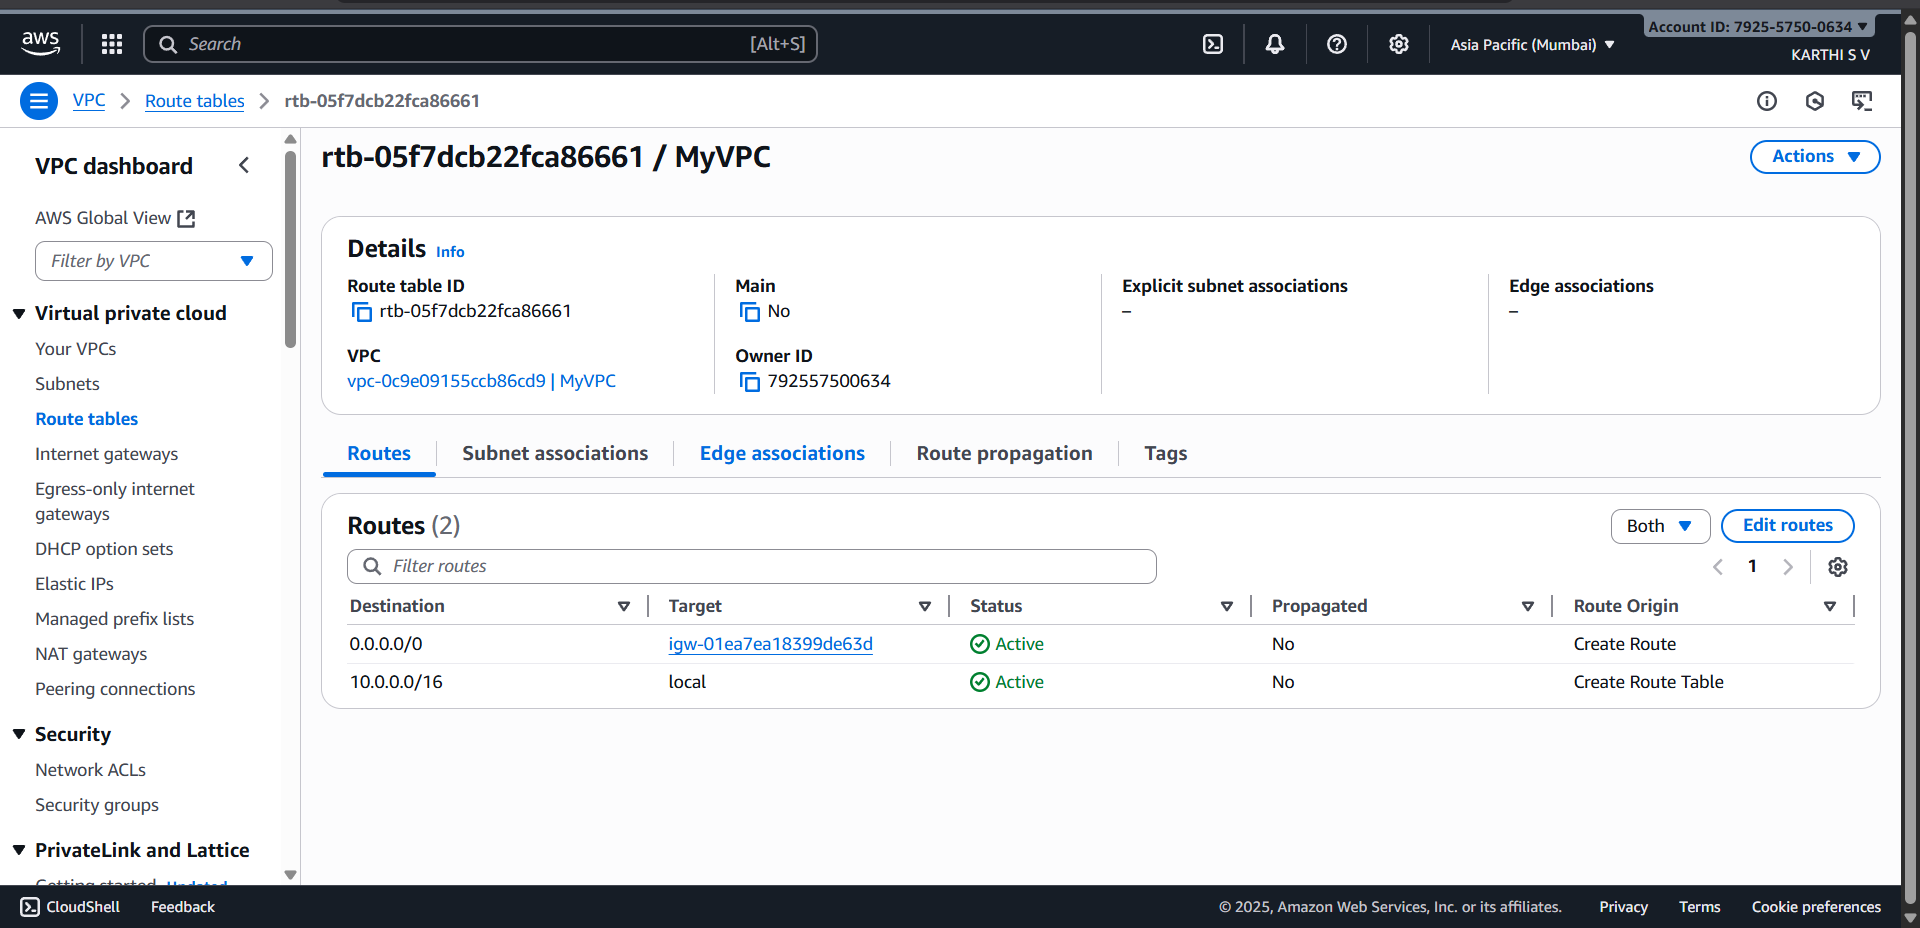 aws
Search [Alt+S]
Asia Pacific (Mumbai)
Account ID: 7925-5750-0634
KARTHI S V
VPC
Route tables
rtb-05f7dcb22fca86661
VPC dashboard
AWS Global View
Filter by VPC
Virtual private cloud
Your VPCs
Subnets
Route tables
Internet gateways
Egress-only internet
gateways
DHCP option sets
Elastic IPs
Managed prefix lists
NAT gateways
Peering connections
Security
Network ACLs
Security groups
PrivateLink and Lattice
Getting started Updated
rtb-05f7dcb22fca86661 / MyVPC
Actions
Details Info
Route table ID
rtb-05f7dcb22fca86661
Main
No
Explicit subnet associations
–
Edge associations
–
VPC
vpc-0c9e09155ccb86cd9 | MyVPC
Owner ID
792557500634
Routes Subnet associations Edge associations Route propagation Tags
Routes (2)
Both Edit routes
Filter routes
1
Destination Target Status Propagated Route Origin
0.0.0.0/0 igw-01ea7ea18399de63d Active No Create Route
10.0.0.0/16 local Active No Create Route Table
CloudShell Feedback © 2025, Amazon Web Services, Inc. or its affiliates. Privacy Terms Cookie preferences